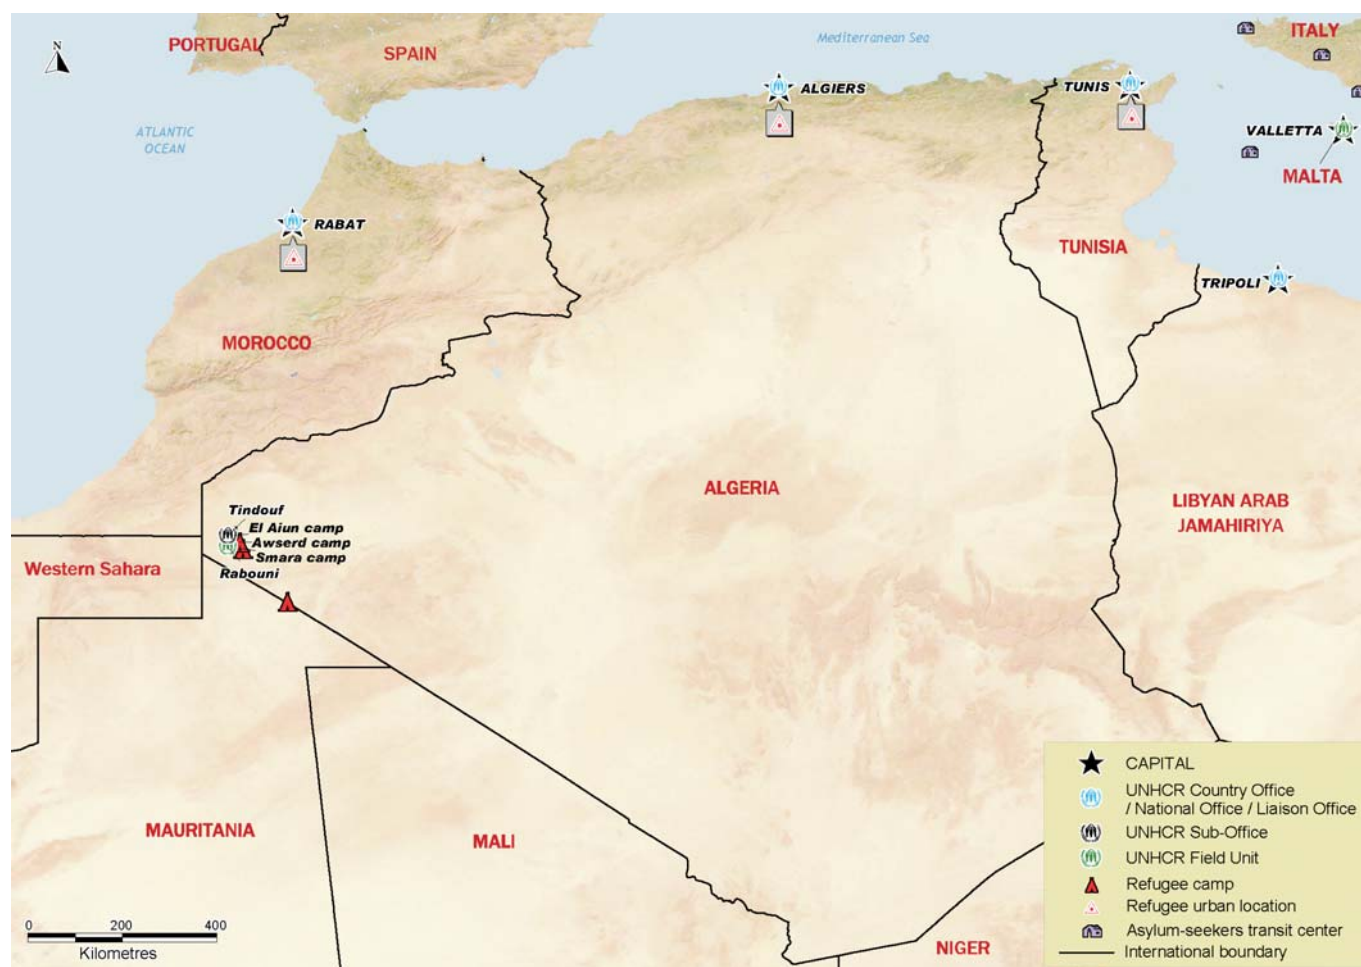 N
PORTUGAL
SPAIN
Mediterranean Sea
ITALY
ALGIERS
TUNIS
ATLANTIC
OCEAN
VALLETTA
MALTA
RABAT
TUNISIA
TRIPOLI
MOROCCO
ALGERIA
LIBYAN ARAB
JAMAHIRIYA
Tindouf
El Aiun camp
Awserd camp
Smara camp
Western Sahara
Rabouni
MAURITANIA
MALI
NIGER
0 200 400
Kilometres
CAPITAL
UNHCR Country Office
/ National Office / Liaison Office
UNHCR Sub-Office
UNHCR Field Unit
Refugee camp
Refugee urban location
Asylum-seekers transit center
International boundary